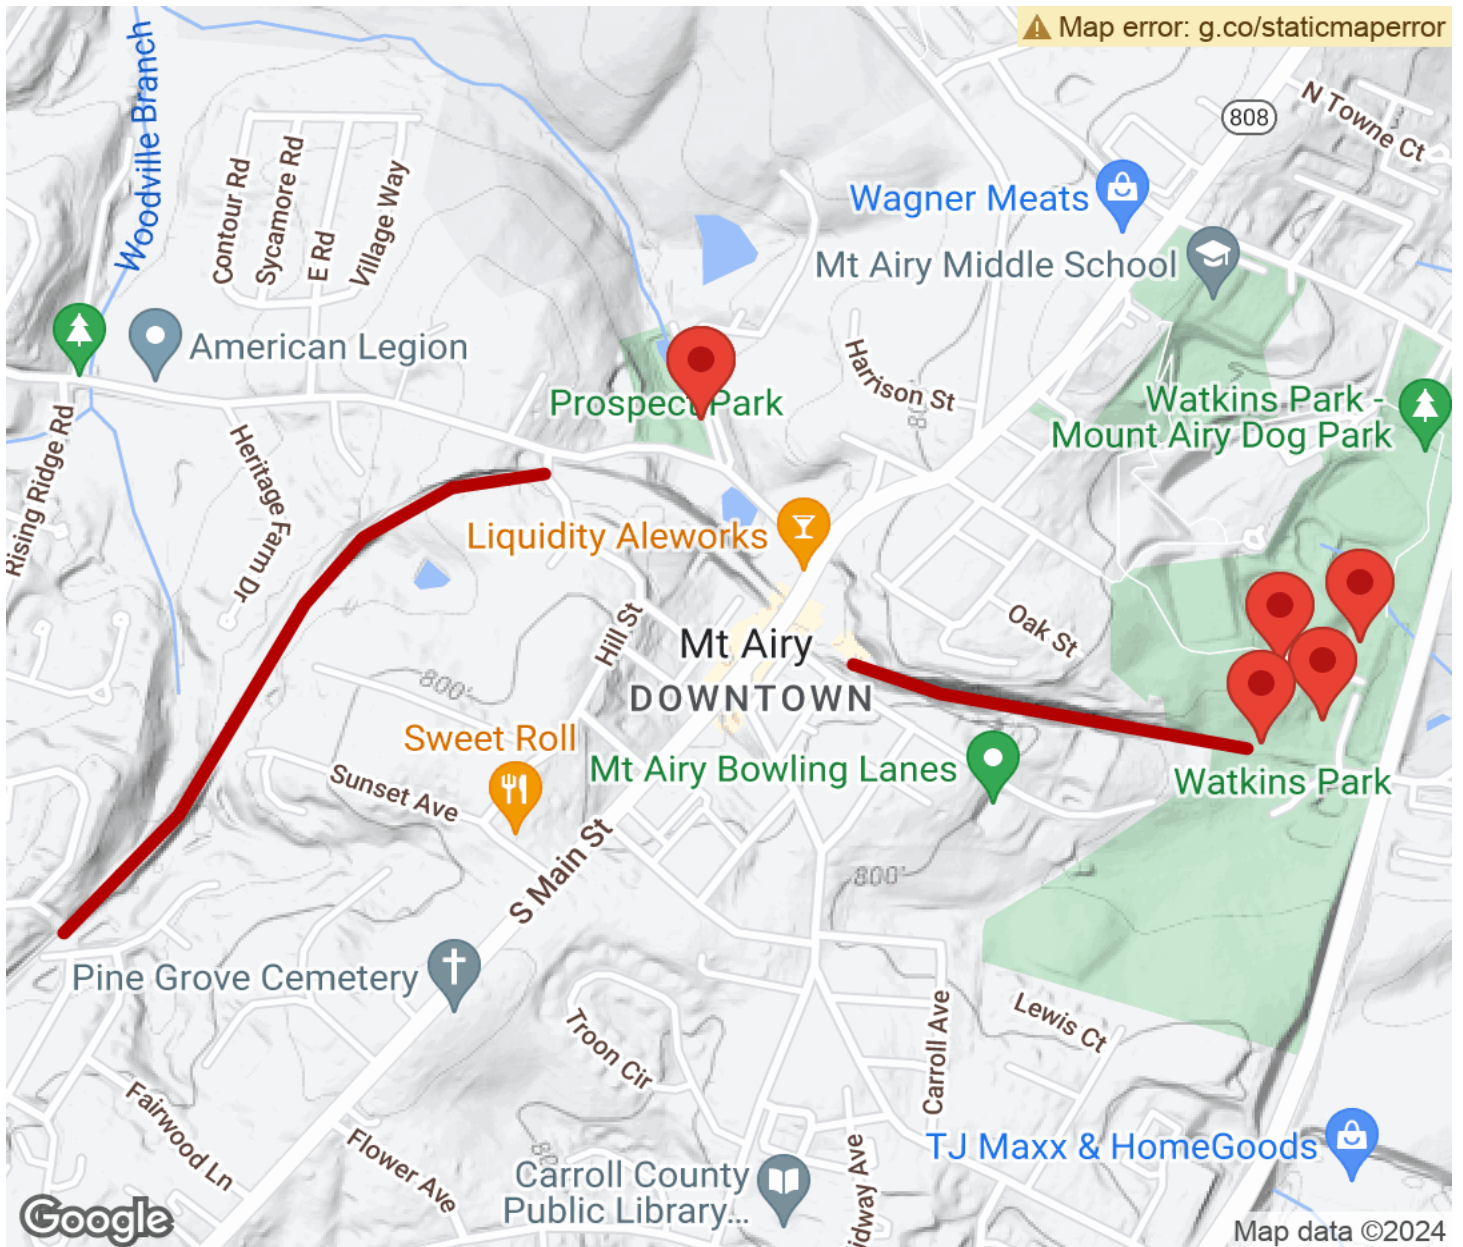 Map error: g.co/staticmaperror
Woodville Branch
808
N Towne Ct
Contour Rd
Sycamore Rd
E Rd
Village Way
Wagner Meats
Mt Airy Middle School
American Legion
Harrison St
Prospect Park
Watkins Park -
Mount Airy Dog Park
Rising Ridge Rd
Heritage Farm Dr
Liquidity Aleworks
Hill St
Oak St
Mt Airy
DOWNTOWN
800'
Sweet Roll
Mt Airy Bowling Lanes
Watkins Park
Sunset Ave
S Main St
800'
Pine Grove Cemetery
Troon Cir
Carroll Ave
Lewis Ct
Fairwood Ln
Flower Ave
Carroll County
Public Library...
idway Ave
TJ Maxx & HomeGoods
Google
Map data ©2024